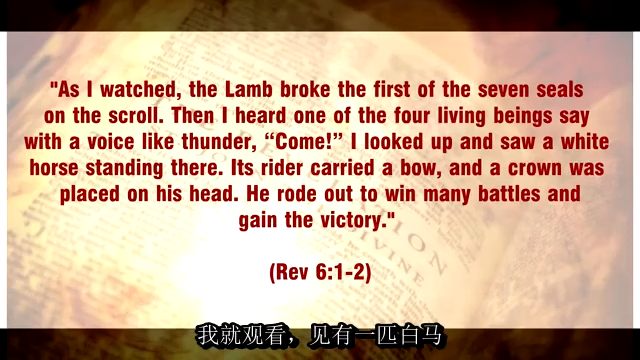 "As I watched, the Lamb broke the first of the seven seals
on the scroll. Then I heard one of the four living beings say
with a voice like thunder, “Come!” I looked up and saw a white
horse standing there. Its rider carried a bow, and a crown was
placed on his head. He rode out to win many battles and
gain the victory."
(Rev 6:1-2)
我就观看，见有一匹白马